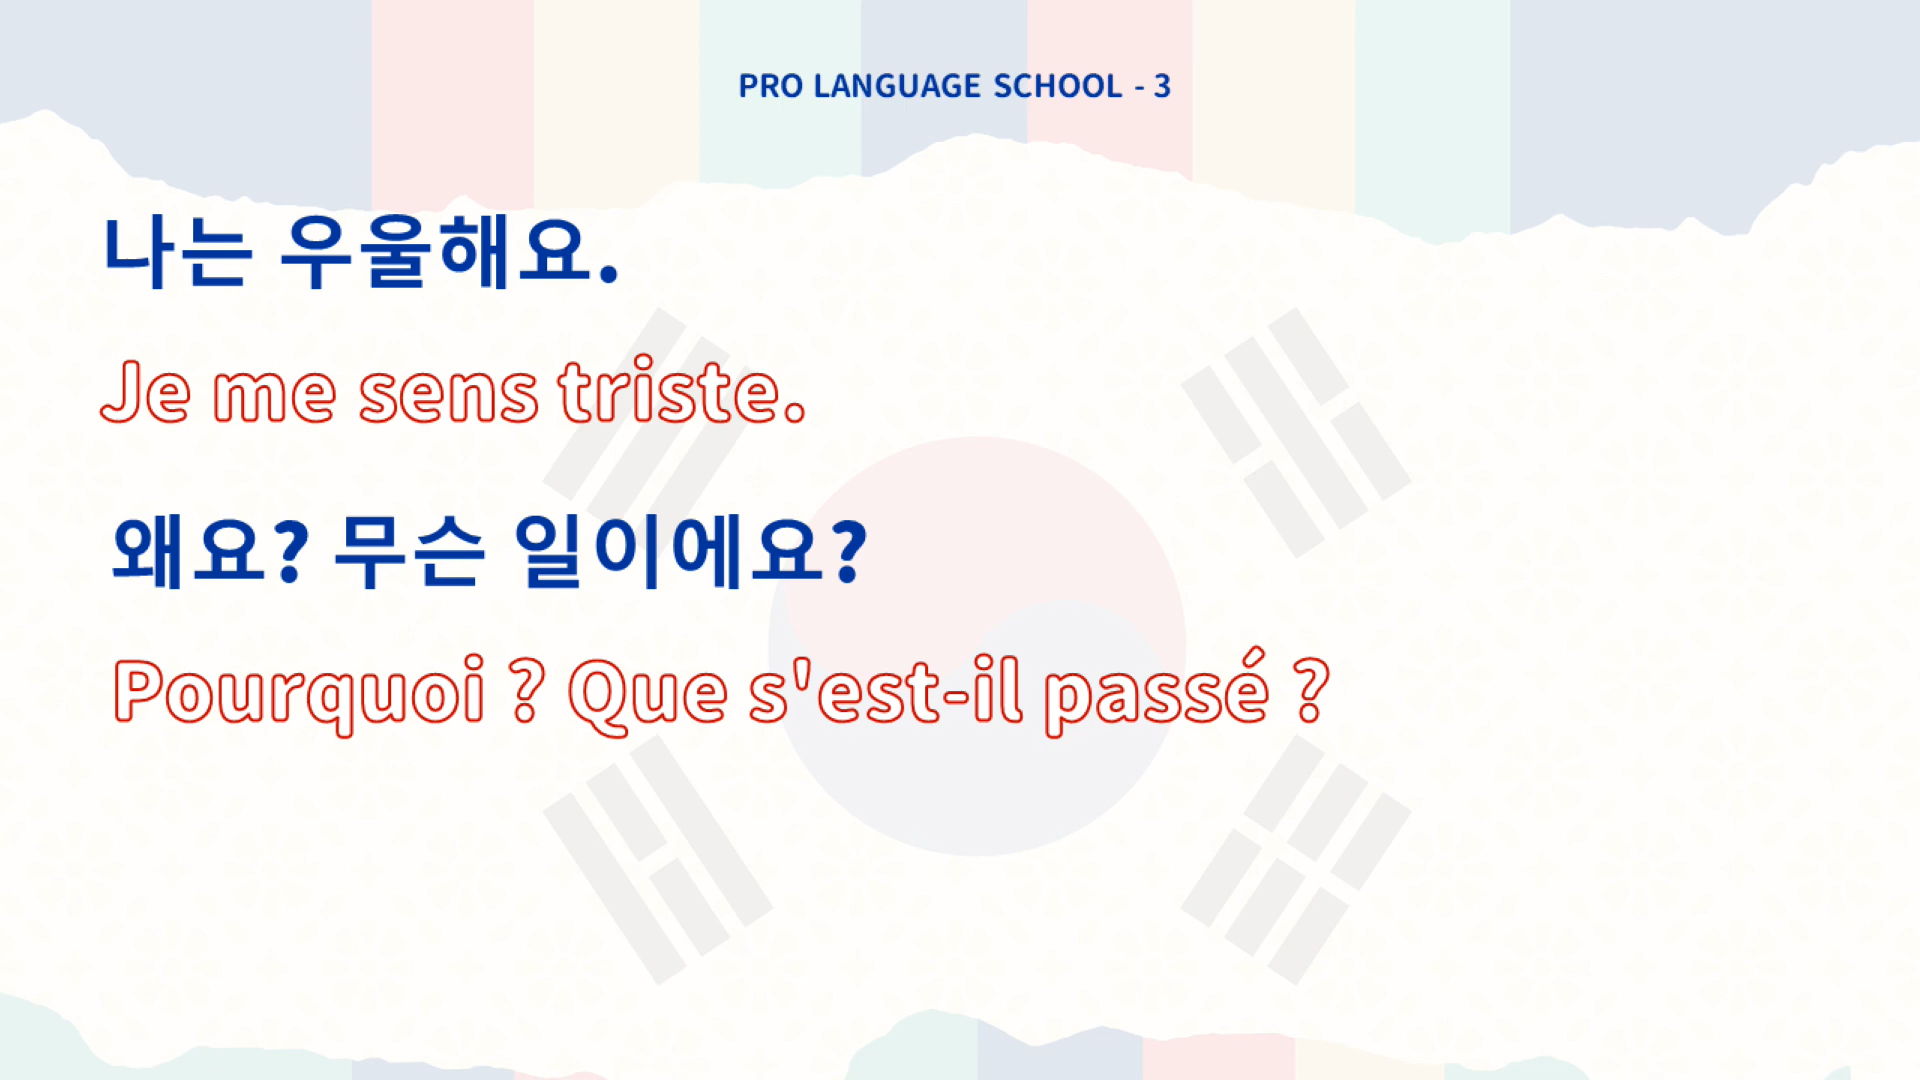 PRO LANGUAGE SCHOOL - 3
나는 우울해요.
Je me sens triste.
왜요? 무슨 일이에요?
Pourquoi ? Que s'est-il passé ?